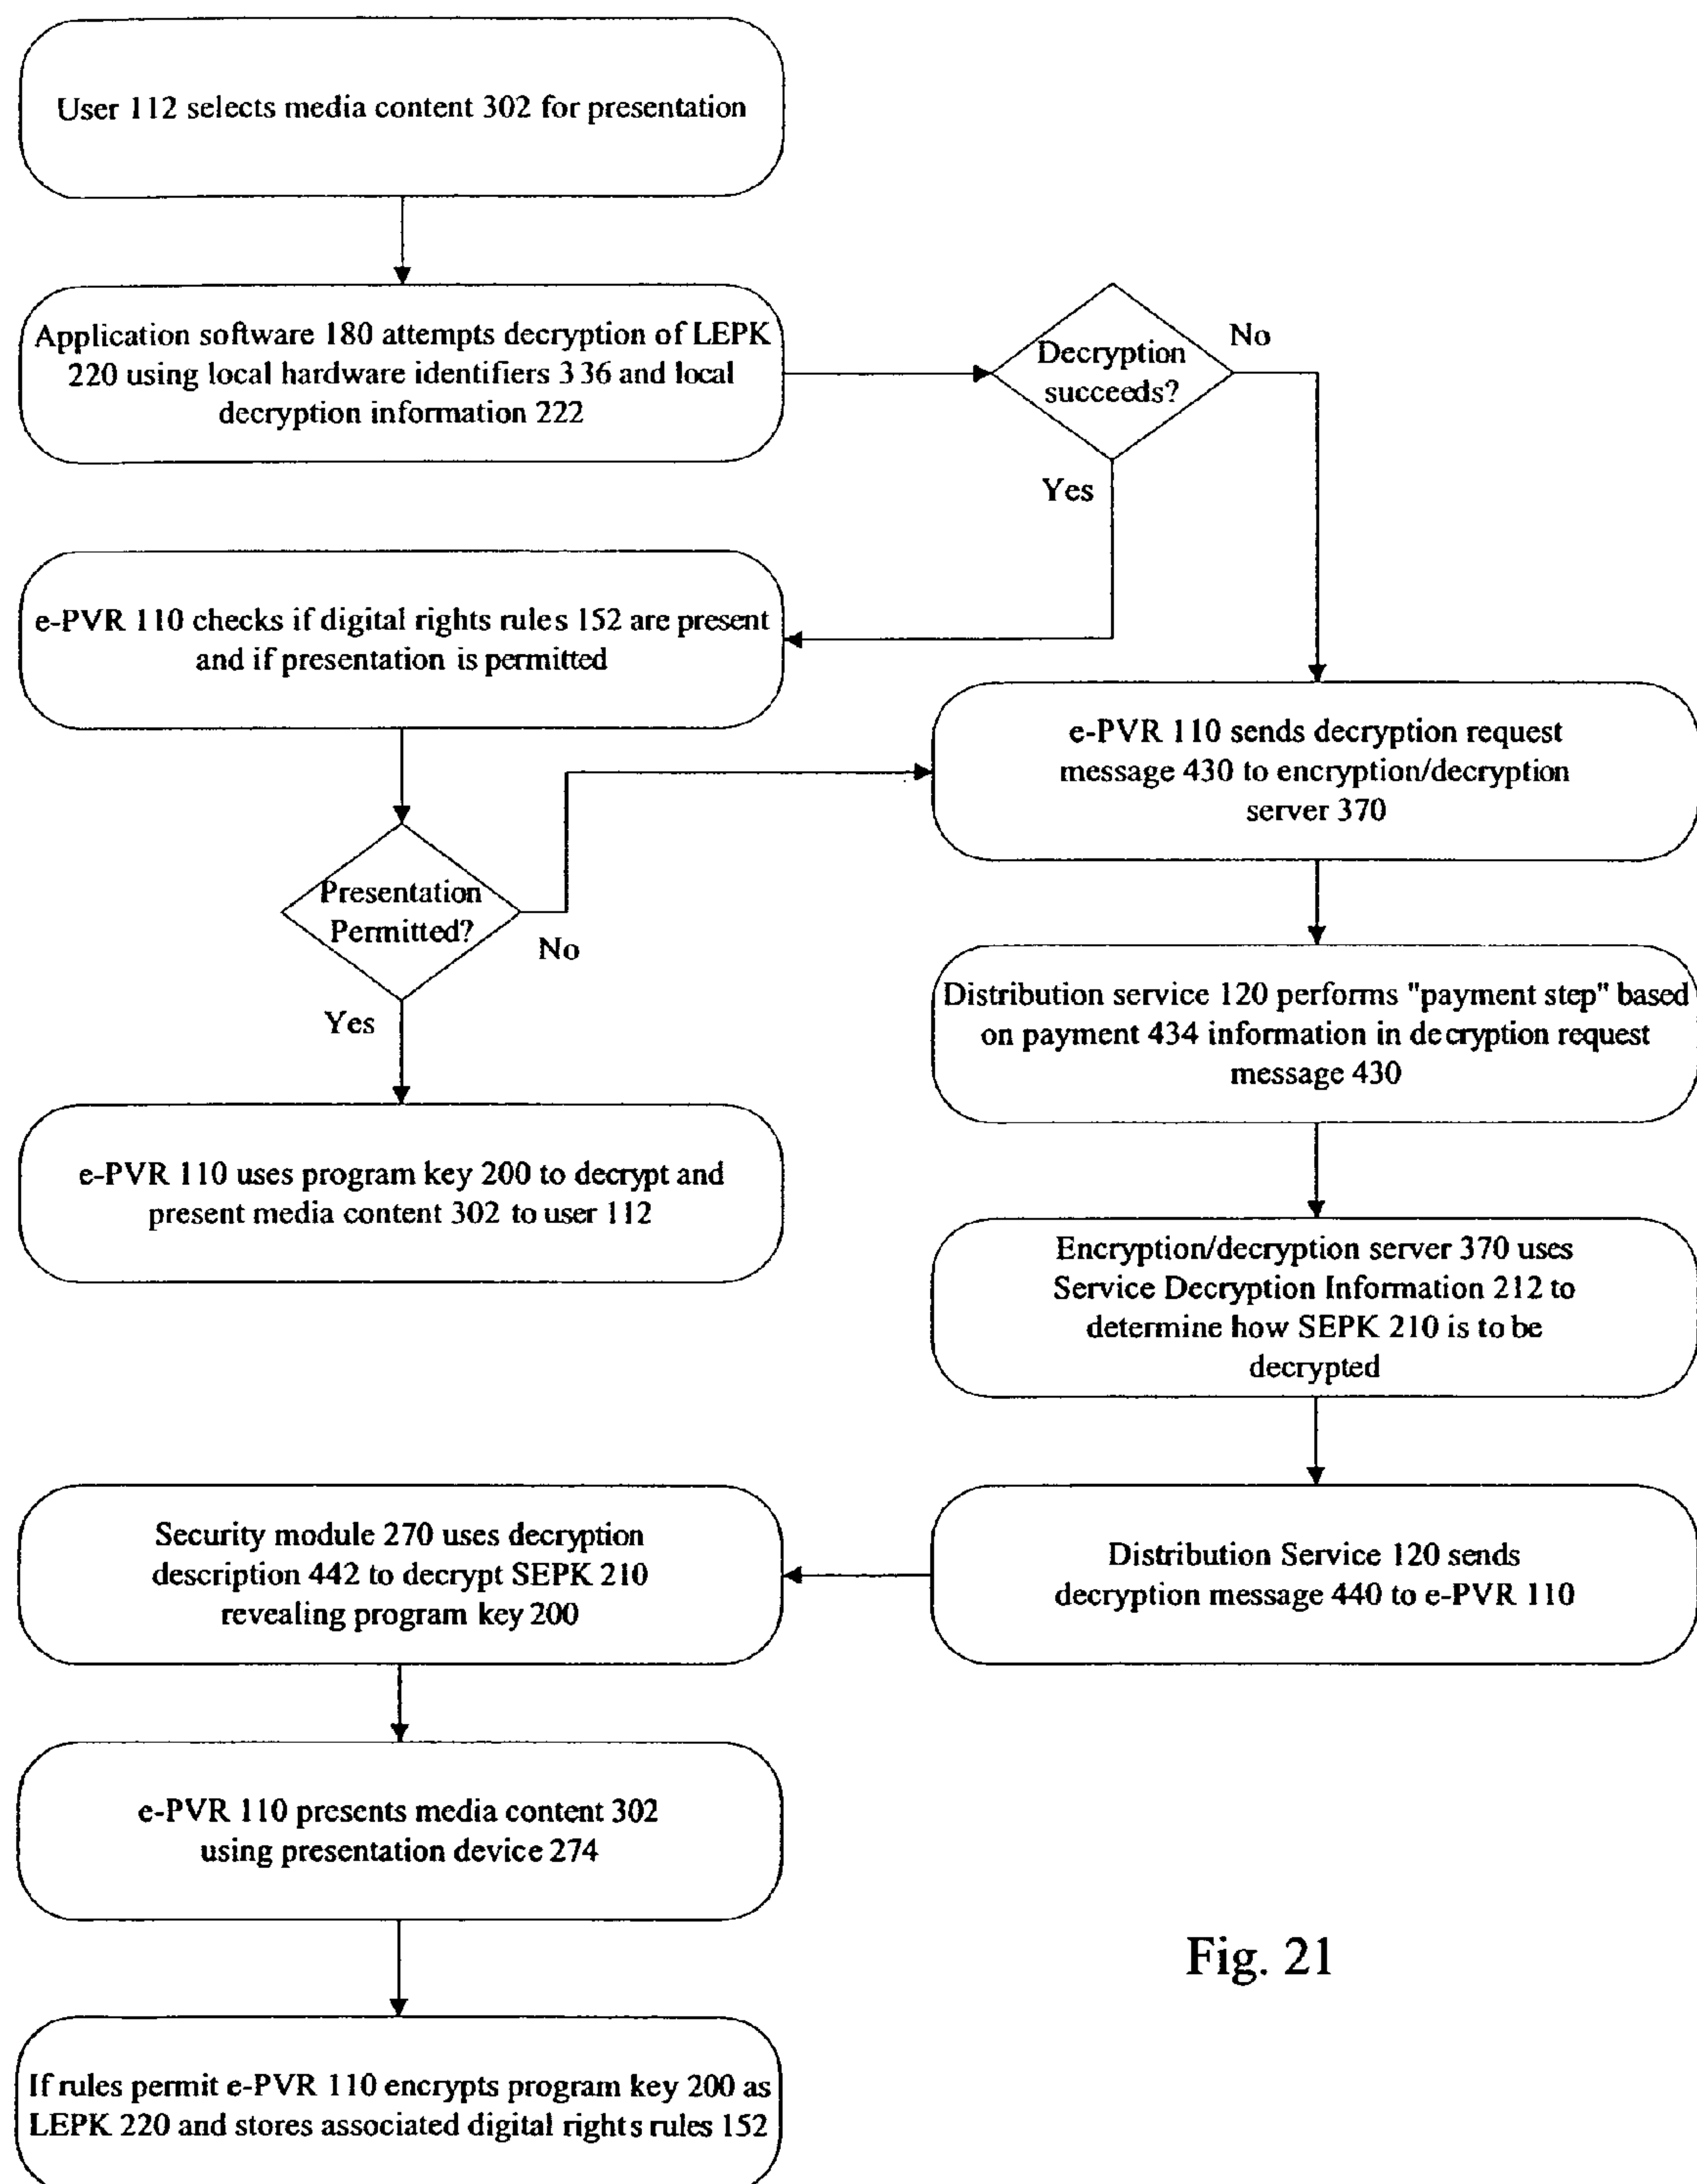 User 112 selects media content 302 for presentation
Application software 180 attempts decryption of LEPK
220 using local hardware identifiers 336 and local
decryption information 222
Decryption
succeeds?
No
Yes
e-PVR 110 checks if digital rights rules 152 are present
and if presentation is permitted
e-PVR 110 sends decryption request
message 430 to encryption/decryption
server 370
Presentation
Permitted?
No
Yes
Distribution service 120 performs "payment step" based
on payment 434 information in decryption request
message 430
e-PVR 110 uses program key 200 to decrypt and
present media content 302 to user 112
Encryption/decryption server 370 uses
Service Decryption Information 212 to
determine how SEPK 210 is to be
decrypted
Distribution Service 120 sends
decryption message 440 to e-PVR 110
Security module 270 uses decryption
description 442 to decrypt SEPK 210
revealing program key 200
e-PVR 110 presents media content 302
using presentation device 274
If rules permit e-PVR 110 encrypts program key 200 as
LEPK 220 and stores associated digital rights rules 152
Fig. 21